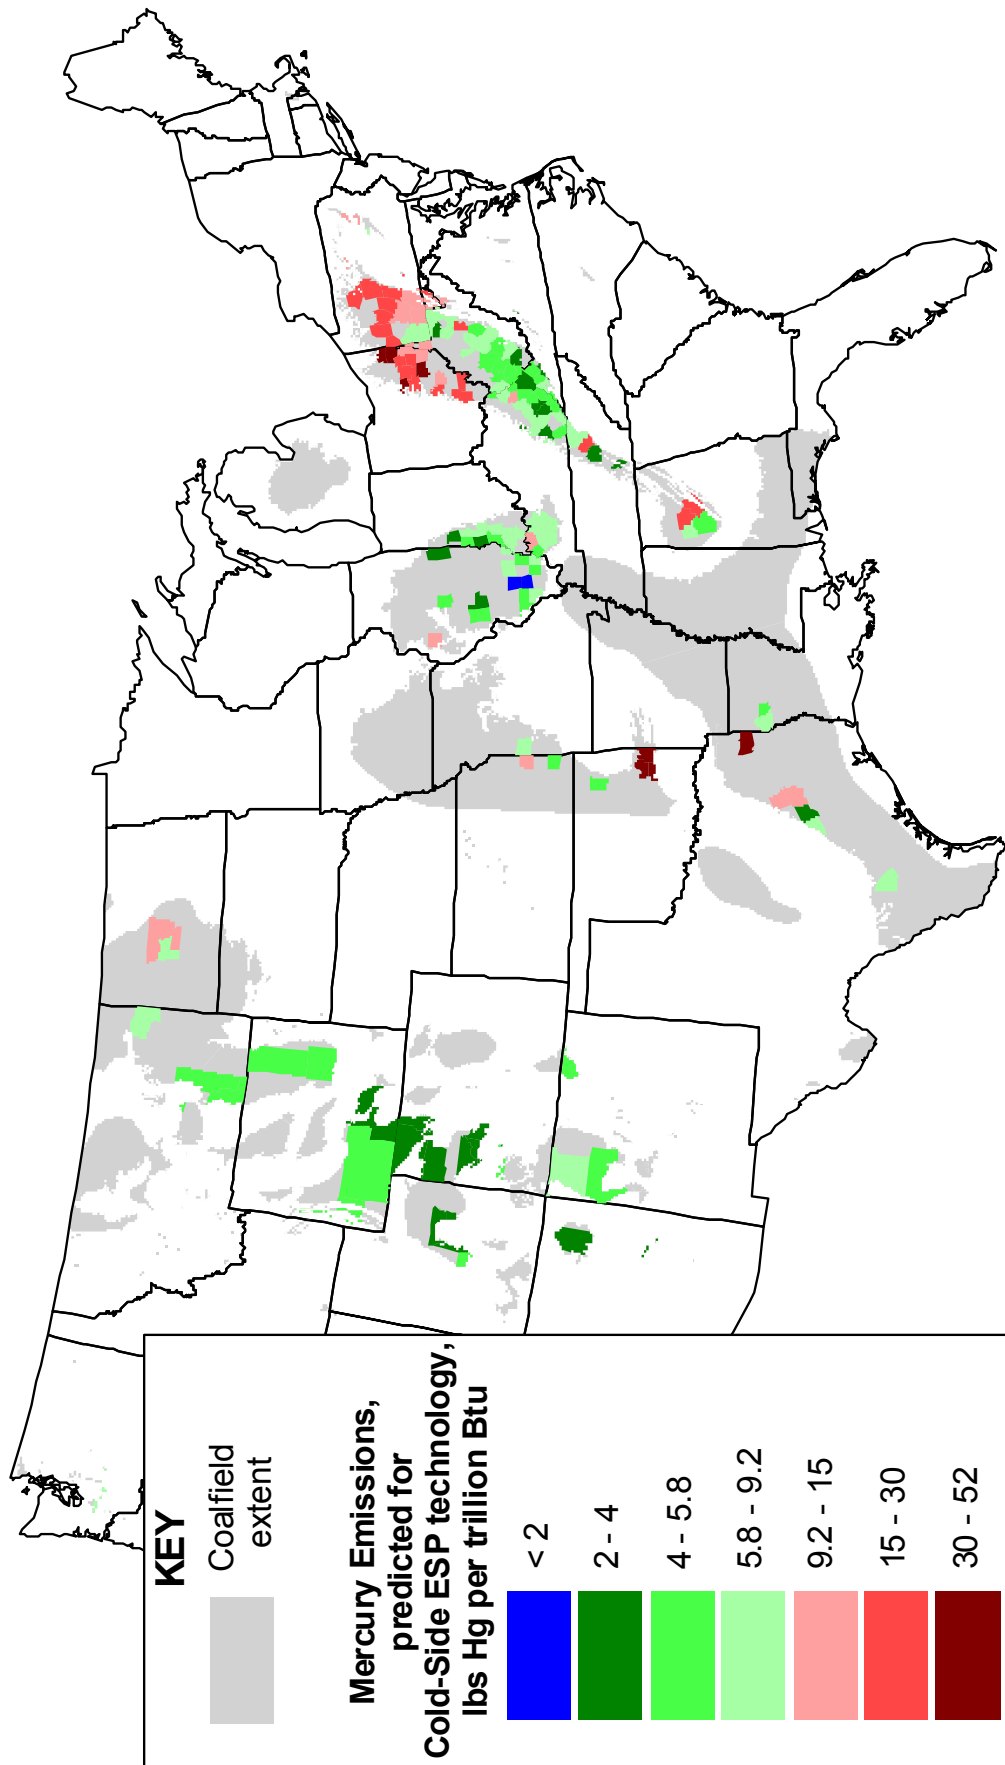 KEY
Coalfield
extent
Mercury Emissions,
predicted for
Cold-Side ESP technology,
lbs Hg per trillion Btu
< 2
2 - 4
4 - 5.8
5.8 - 9.2
9.2 - 15
15 - 30
30 - 52